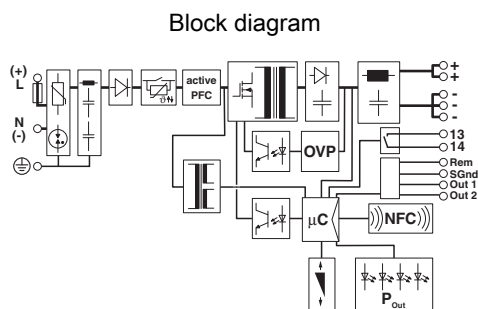 Block diagram
(+)
L
N
(-)
active
PFC
ϑ
OVP
+
+
-
-
-
13
14
Rem
SGnd
Out 1
Out 2
µC
NFC
P Out